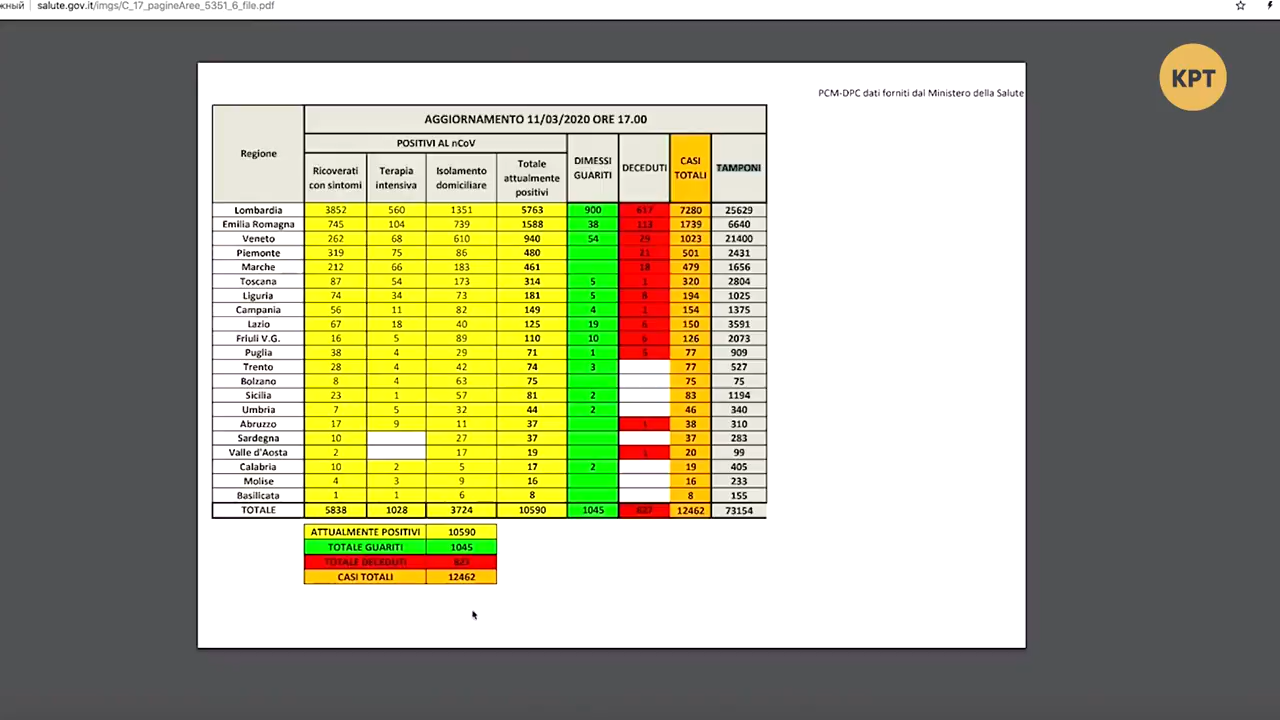 жный salute.gov.it/imgs/C_17_pagineAree_5351_6_file.pdf
КРТ
PCM-DPC dati forniti dal Ministero della Salute
AGGIORNAMENTO 11/03/2020 ORE 17.00
Regione
POSITIVI AL nCoV
Ricoverati con sintomi
Terapia intensiva
Isolamento domiciliare
Totale attualmente positivi
DIMESSI GUARITI
DECEDUTI
CASI TOTALI
TAMPONI
Lombardia 3852 560 1351 5763 900 617 7280 25629
Emilia Romagna 745 104 739 1588 38 113 1739 6640
Veneto 262 68 610 940 54 29 1023 21400
Piemonte 319 75 86 480 21 501 2431
Marche 212 66 183 461 18 479 1656
Toscana 87 54 173 314 5 1 320 2804
Liguria 74 34 73 181 5 8 194 1025
Campania 56 11 82 149 4 1 154 1375
Lazio 67 18 40 125 19 6 150 3591
Friuli V.G. 16 5 89 110 10 6 126 2073
Puglia 38 4 29 71 1 5 77 909
Trento 28 4 42 74 3 77 527
Bolzano 8 4 63 75 75 75
Sicilia 23 1 57 81 2 83 1194
Umbria 7 5 32 44 2 46 340
Abruzzo 17 9 11 37 1 38 310
Sardegna 10 27 37 37 283
Valle d'Aosta 2 17 19 1 20 99
Calabria 10 2 5 17 2 19 405
Molise 4 3 9 16 16 233
Basilicata 1 1 6 8 8 155
TOTALE 5838 1028 3724 10590 1045 827 12462 73154
ATTUALMENTE POSITIVI 10590
TOTALE GUARITI 1045
TOTALE DECEDUTI 827
CASI TOTALI 12462